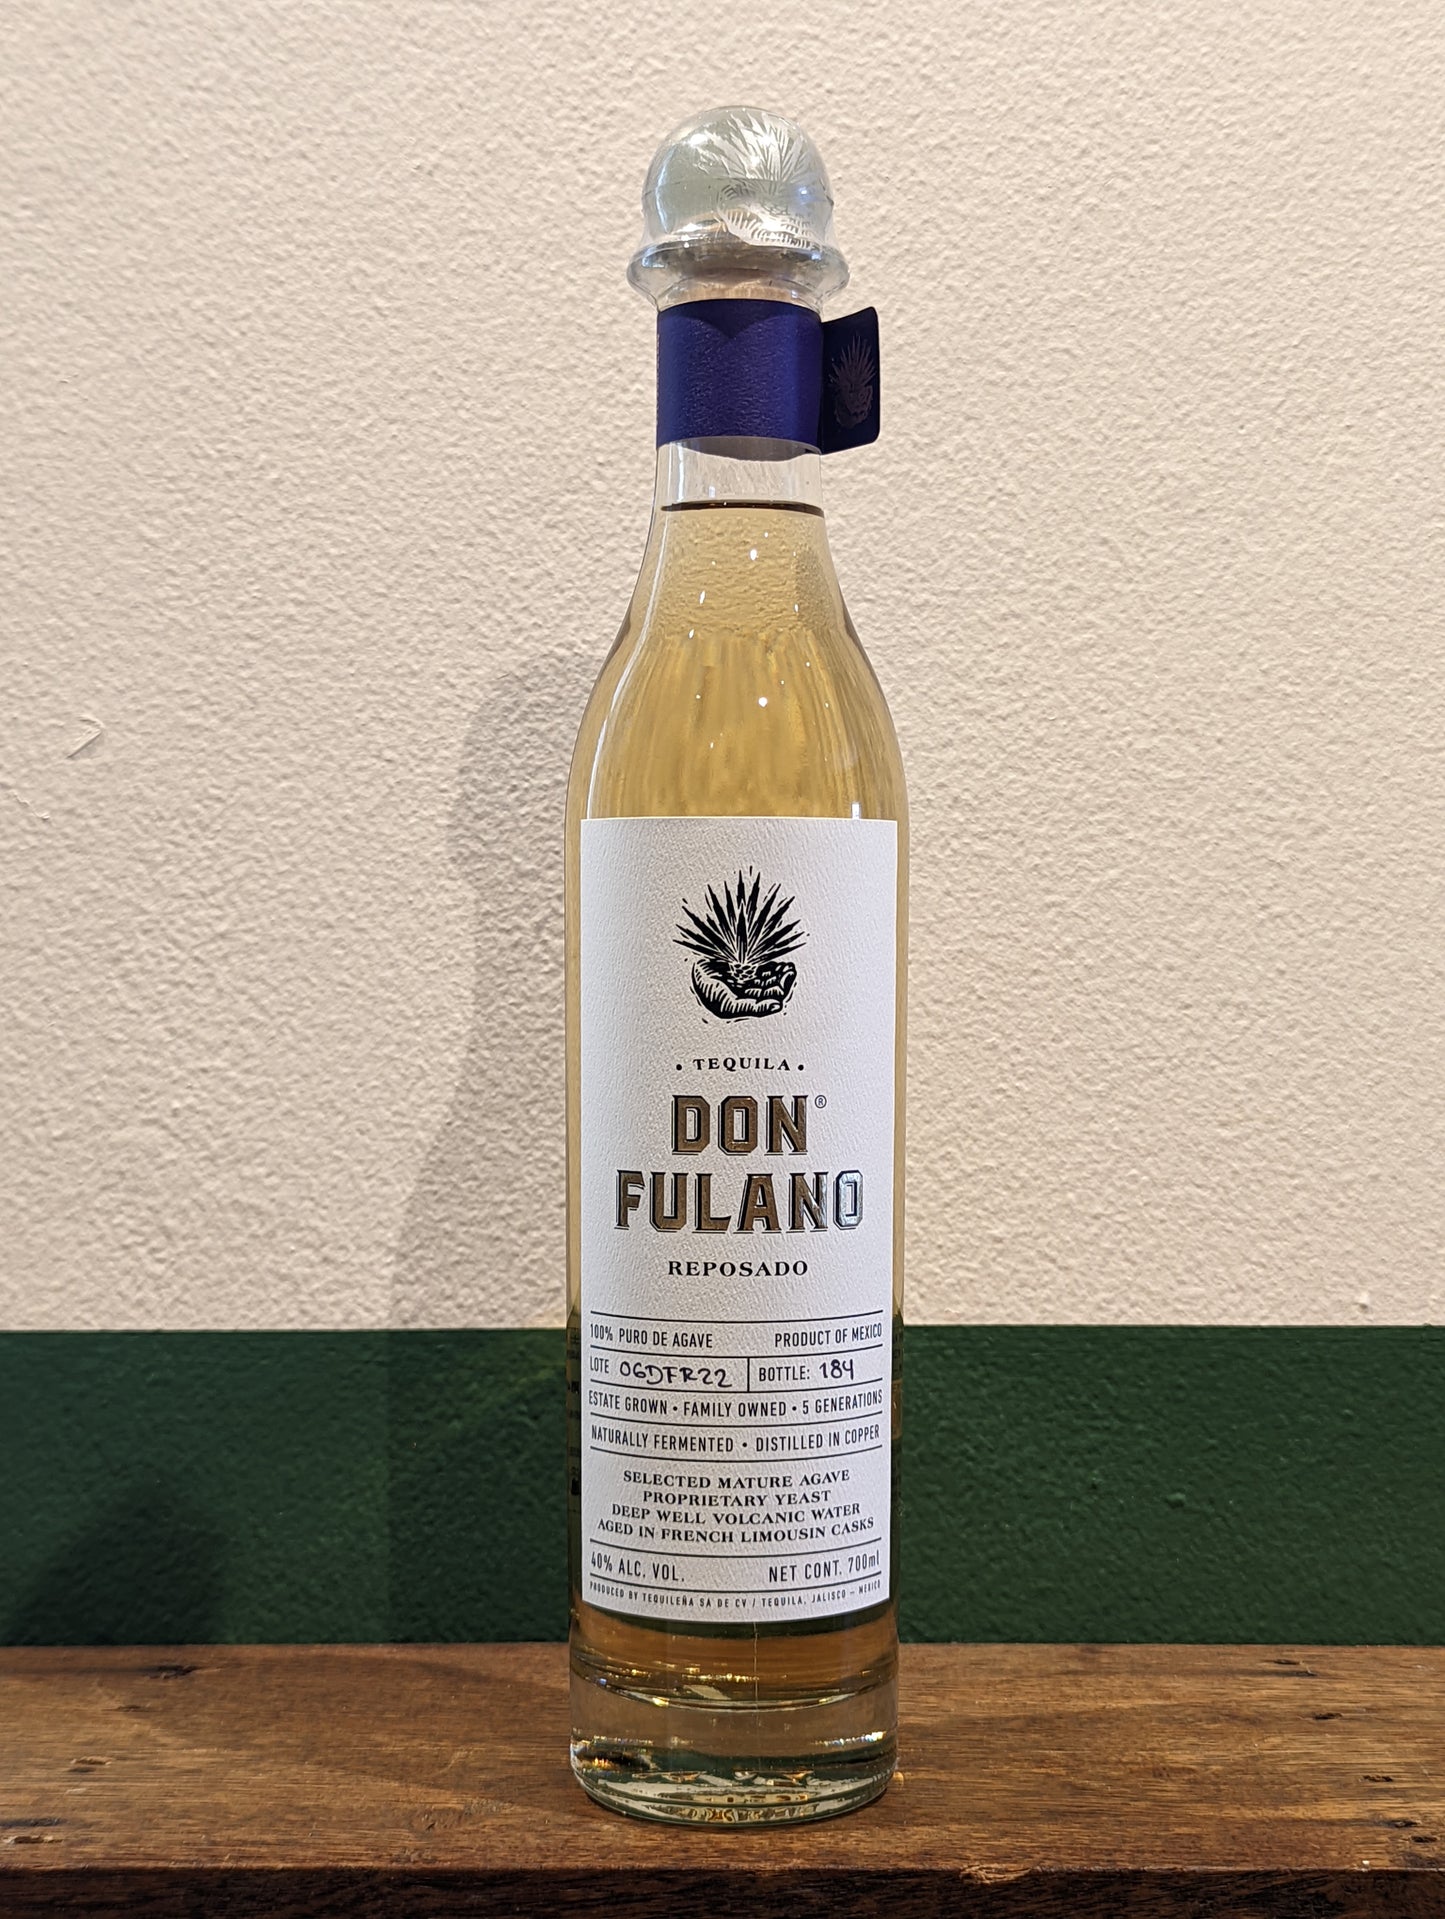 • TEQUILA •
DON®
FULANO
REPOSADO
100% PURO DE AGAVE PRODUCT OF MEXICO
LOTE 06DFR22 BOTTLE: 184
ESTATE GROWN • FAMILY OWNED • 5 GENERATIONS
NATURALLY FERMENTED • DISTILLED IN COPPER
SELECTED MATURE AGAVE
PROPRIETARY YEAST
DEEP WELL VOLCANIC WATER
AGED IN FRENCH LIMOUSIN CASKS
40% ALC. VOL. NET CONT. 700ml
PRODUCED BY TEQUILEÑA SA DE CV / TEQUILA, JALISCO – MEXICO